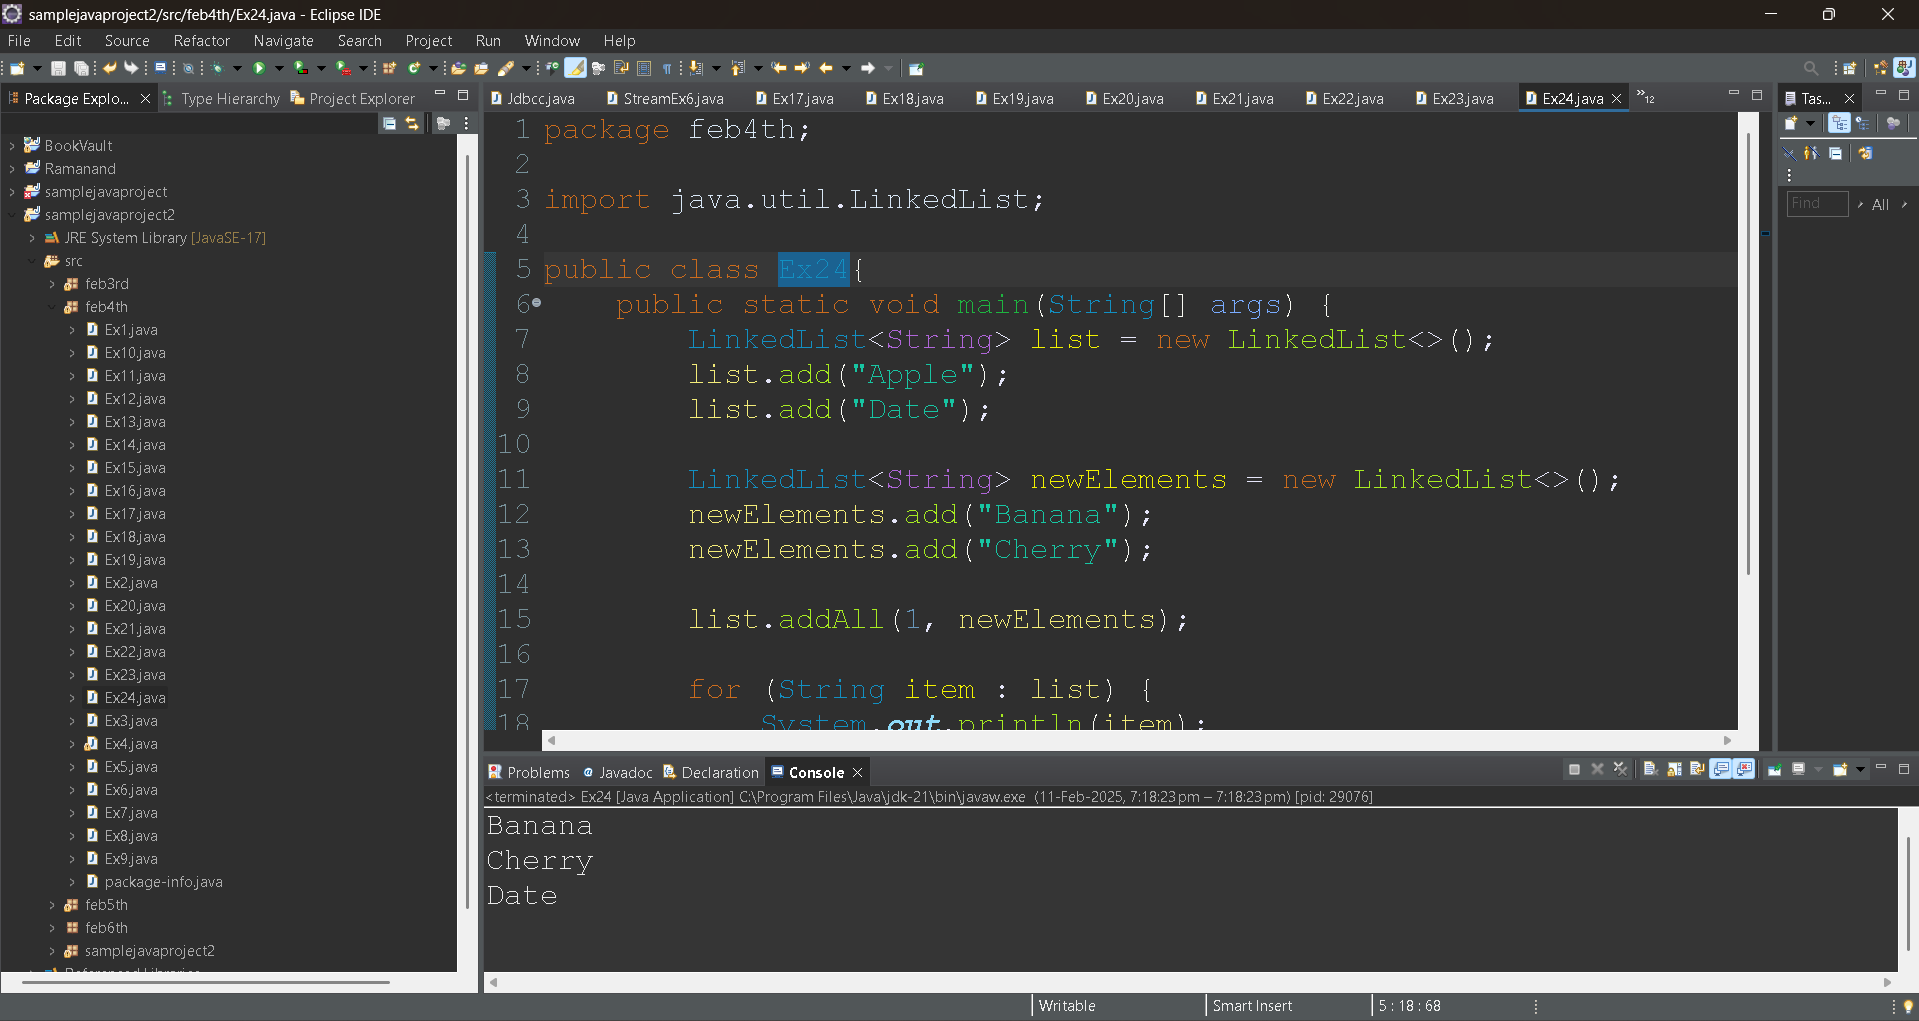 samplejavaproject2/src/feb4th/Ex24.java - Eclipse IDE
File Edit Source Refactor Navigate Search Project Run Window Help
Package Explo... Type Hierarchy Project Explorer
BookVault
Ramanand
samplejavaproject
samplejavaproject2
JRE System Library [JavaSE-17]
src
feb3rd
feb4th
Ex1.java
Ex10.java
Ex11.java
Ex12.java
Ex13.java
Ex14.java
Ex15.java
Ex16.java
Ex17.java
Ex18.java
Ex19.java
Ex2.java
Ex20.java
Ex21.java
Ex22.java
Ex23.java
Ex24.java
Ex3.java
Ex4.java
Ex5.java
Ex6.java
Ex7.java
Ex8.java
Ex9.java
package-info.java
feb5th
feb6th
samplejavaproject2
Jdbcc.java StreamEx6.java Ex17.java Ex18.java Ex19.java Ex20.java Ex21.java Ex22.java Ex23.java Ex24.java »12
1 package feb4th;
2
3 import java.util.LinkedList;
4
5 public class Ex24{
6 public static void main(String[] args) {
7 LinkedList<String> list = new LinkedList<>();
8 list.add("Apple");
9 list.add("Date");
10
11 LinkedList<String> newElements = new LinkedList<>();
12 newElements.add("Banana");
13 newElements.add("Cherry");
14
15 list.addAll(1, newElements);
16
17 for (String item : list) {
18 System.out.println(item);
Tas...
Find All
Problems Javadoc Declaration Console
<terminated> Ex24 [Java Application] C:\Program Files\Java\jdk-21\bin\javaw.exe (11-Feb-2025, 7:18:23 pm – 7:18:23 pm) [pid: 29076]
Banana
Cherry
Date
Writable Smart Insert 5 : 18 : 68